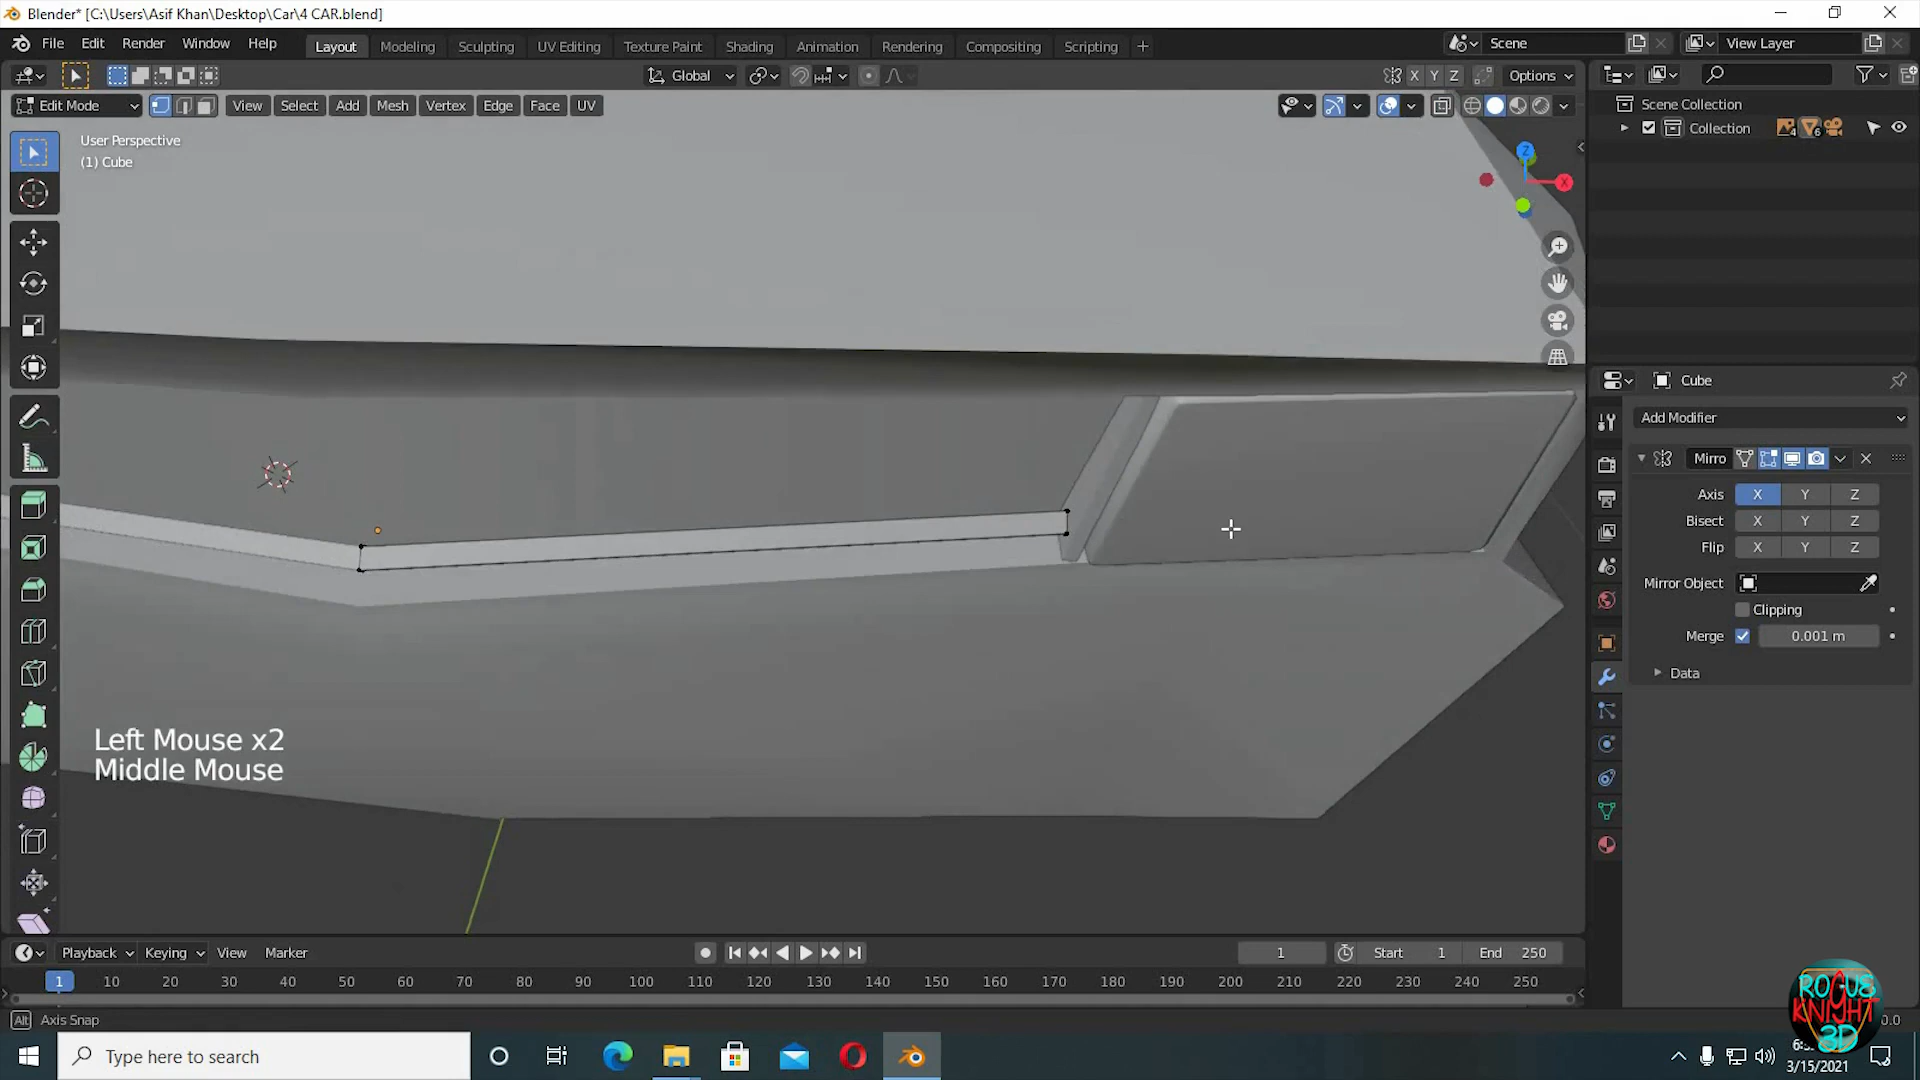 Blender* [C:\Users\Asif Khan\Desktop\Car\4 CAR.blend]
File Edit Render Window Help Layout Modeling Sculpting UV Editing Texture Paint Shading Animation Rendering Compositing Scripting + Scene View Layer
Global X Y Z Options
Edit Mode View Select Add Mesh Vertex Edge Face UV
User Perspective
(1) Cube
Z
X
Scene Collection
Collection 4 6
Cube
Add Modifier
Mirro
Axis X Y Z
Bisect X Y Z
Flip X Y Z
Mirror Object
Clipping
Merge 0.001 m
Data
Left Mouse x2
Middle Mouse
Playback Keying View Marker 1 Start 1 End 250
1 10 20 30 40 50 60 70 80 90 100 110 120 130 140 150 160 170 180 190 200 210 220 230 240 250
Alt Axis Snap
ROGUE
KNIGHT
3D
Type here to search
3/15/2021